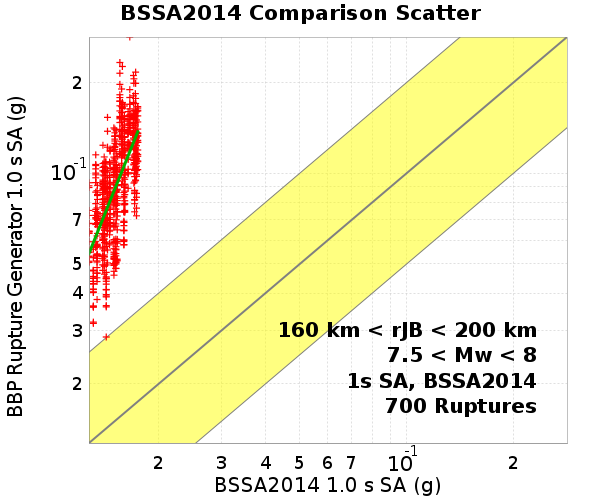 BSSA2014 Comparison Scatter
BBP Rupture Generator 1.0 s SA (g)
2
10^-1
7
5
4
3
2
160 km < rJB < 200 km
7.5 < Mw < 8
1s SA, BSSA2014
700 Ruptures
2 3 4 5 6 7 10^-1 2
BSSA2014 1.0 s SA (g)